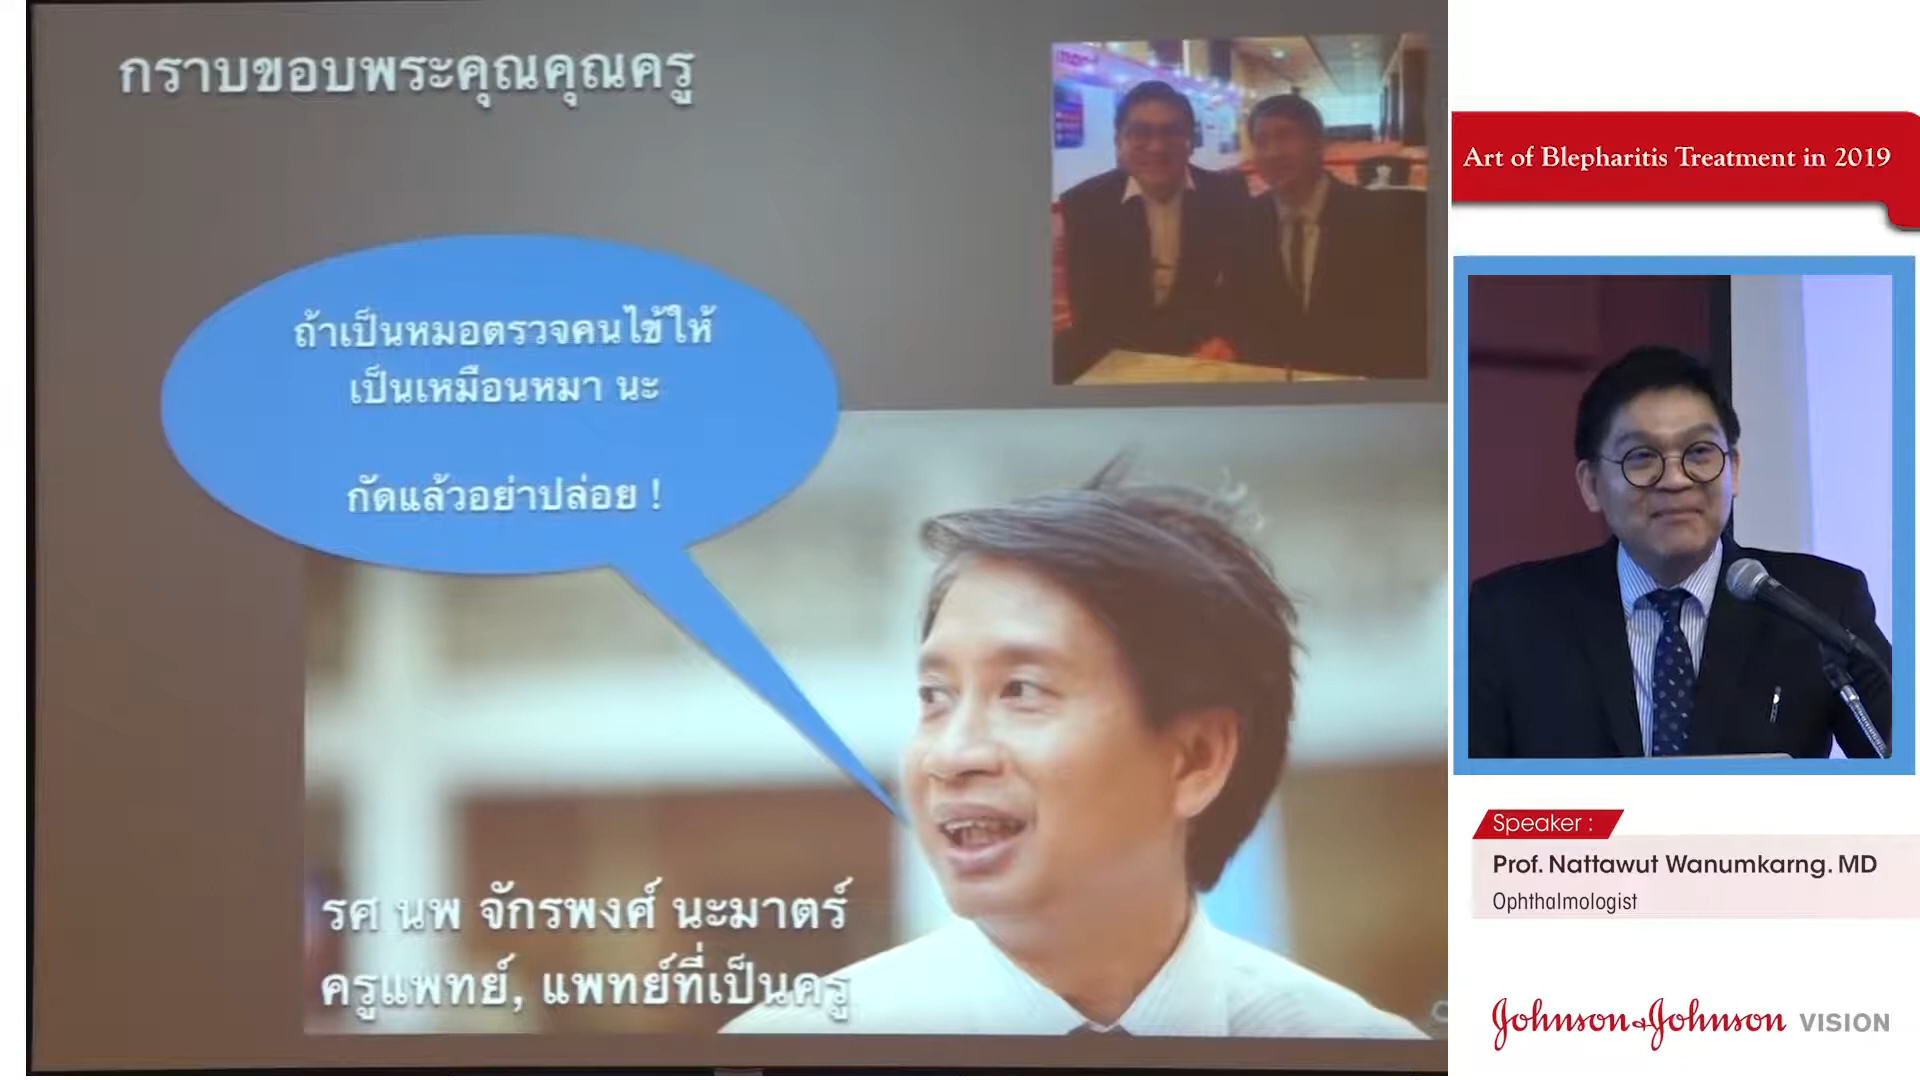 กราบขอบพระคุณคุณครู
ถ้าเป็นหมอตรวจคนไข้ให้
เป็นเหมือนหมา นะ
กัดแล้วอย่าปล่อย !
รศ นพ จักรพงศ์ นะมาตร์
ครูแพทย์, แพทย์ที่เป็นครู
Art of Blepharitis Treatment in 2019
Speaker :
Prof. Nattawut Wanumkarng. MD
Ophthalmologist
Johnson & Johnson VISION